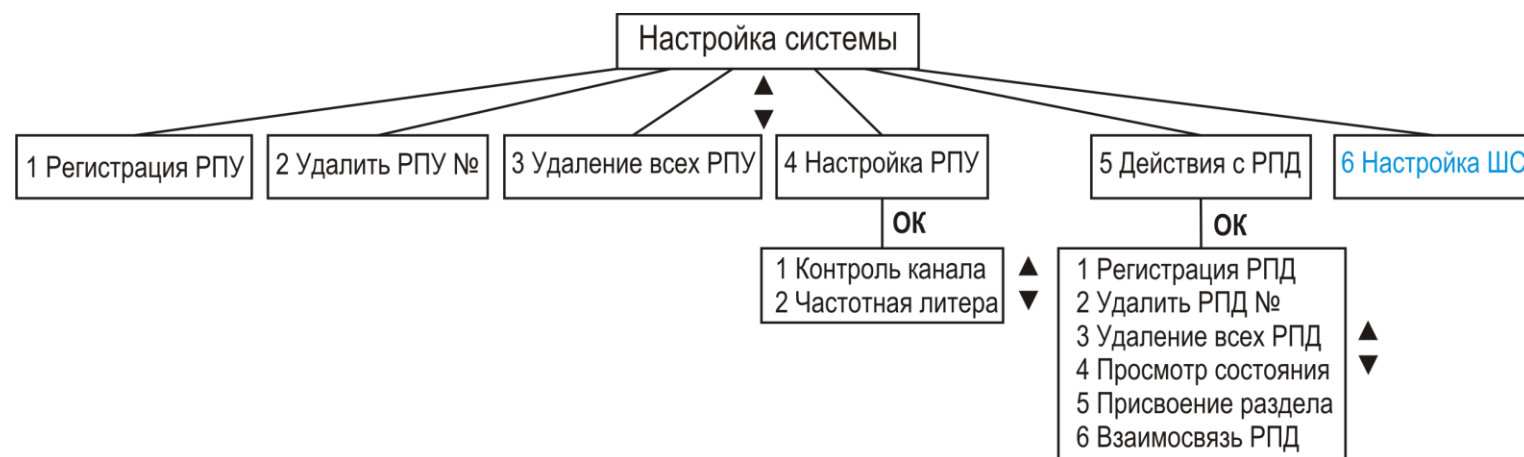 Настройка системы
1 Регистрация РПУ
2 Удалить РПУ №
3 Удаление всех РПУ
4 Настройка РПУ
5 Действия с РПД
6 Настройка ШС
ОК
ОК
1 Контроль канала
2 Частотная литера
1 Регистрация РПД
2 Удалить РПД №
3 Удаление всех РПД
4 Просмотр состояния
5 Присвоение раздела
6 Взаимосвязь РПД